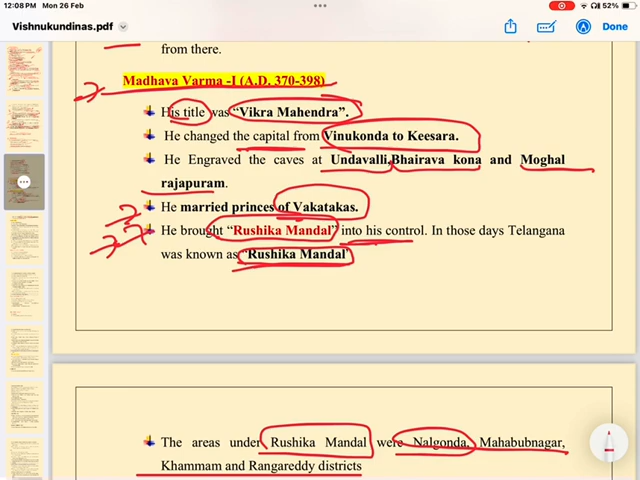 12:08 PM Mon 26 Feb
52%
Vishnukundinas.pdf
Done
from there.
Madhava Varma -I (A.D. 370-398)
His title was "Vikra Mahendra".
He changed the capital from Vinukonda to Keesara.
He Engraved the caves at Undavalli, Bhairava kona and Moghal
rajapuram.
He married princes of Vakatakas.
He brought "Rushika Mandal" into his control. In those days Telangana
was known as "Rushika Mandal"
The areas under Rushika Mandal were Nalgonda, Mahabubnagar,
Khammam and Rangareddy districts